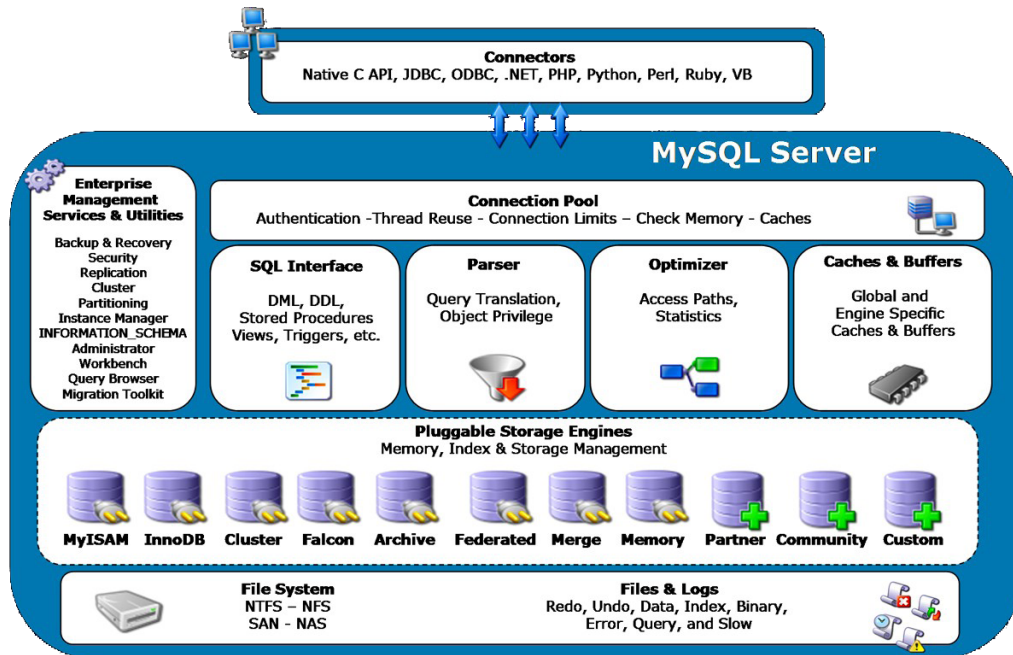 Connectors
Native C API, JDBC, ODBC, .NET, PHP, Python, Perl, Ruby, VB
MySQL Server
Enterprise
Management
Services & Utilities
Backup & Recovery
Security
Replication
Cluster
Partitioning
Instance Manager
INFORMATION_SCHEMA
Administrator
Workbench
Query Browser
Migration Toolkit
Connection Pool
Authentication -Thread Reuse - Connection Limits – Check Memory - Caches
SQL Interface
DML, DDL,
Stored Procedures
Views, Triggers, etc.
Parser
Query Translation,
Object Privilege
Optimizer
Access Paths,
Statistics
Caches & Buffers
Global and
Engine Specific
Caches & Buffers
Pluggable Storage Engines
Memory, Index & Storage Management
MyISAM
InnoDB
Cluster
Falcon
Archive
Federated
Merge
Memory
Partner
Community
Custom
File System
NTFS – NFS
SAN - NAS
Files & Logs
Redo, Undo, Data, Index, Binary,
Error, Query, and Slow